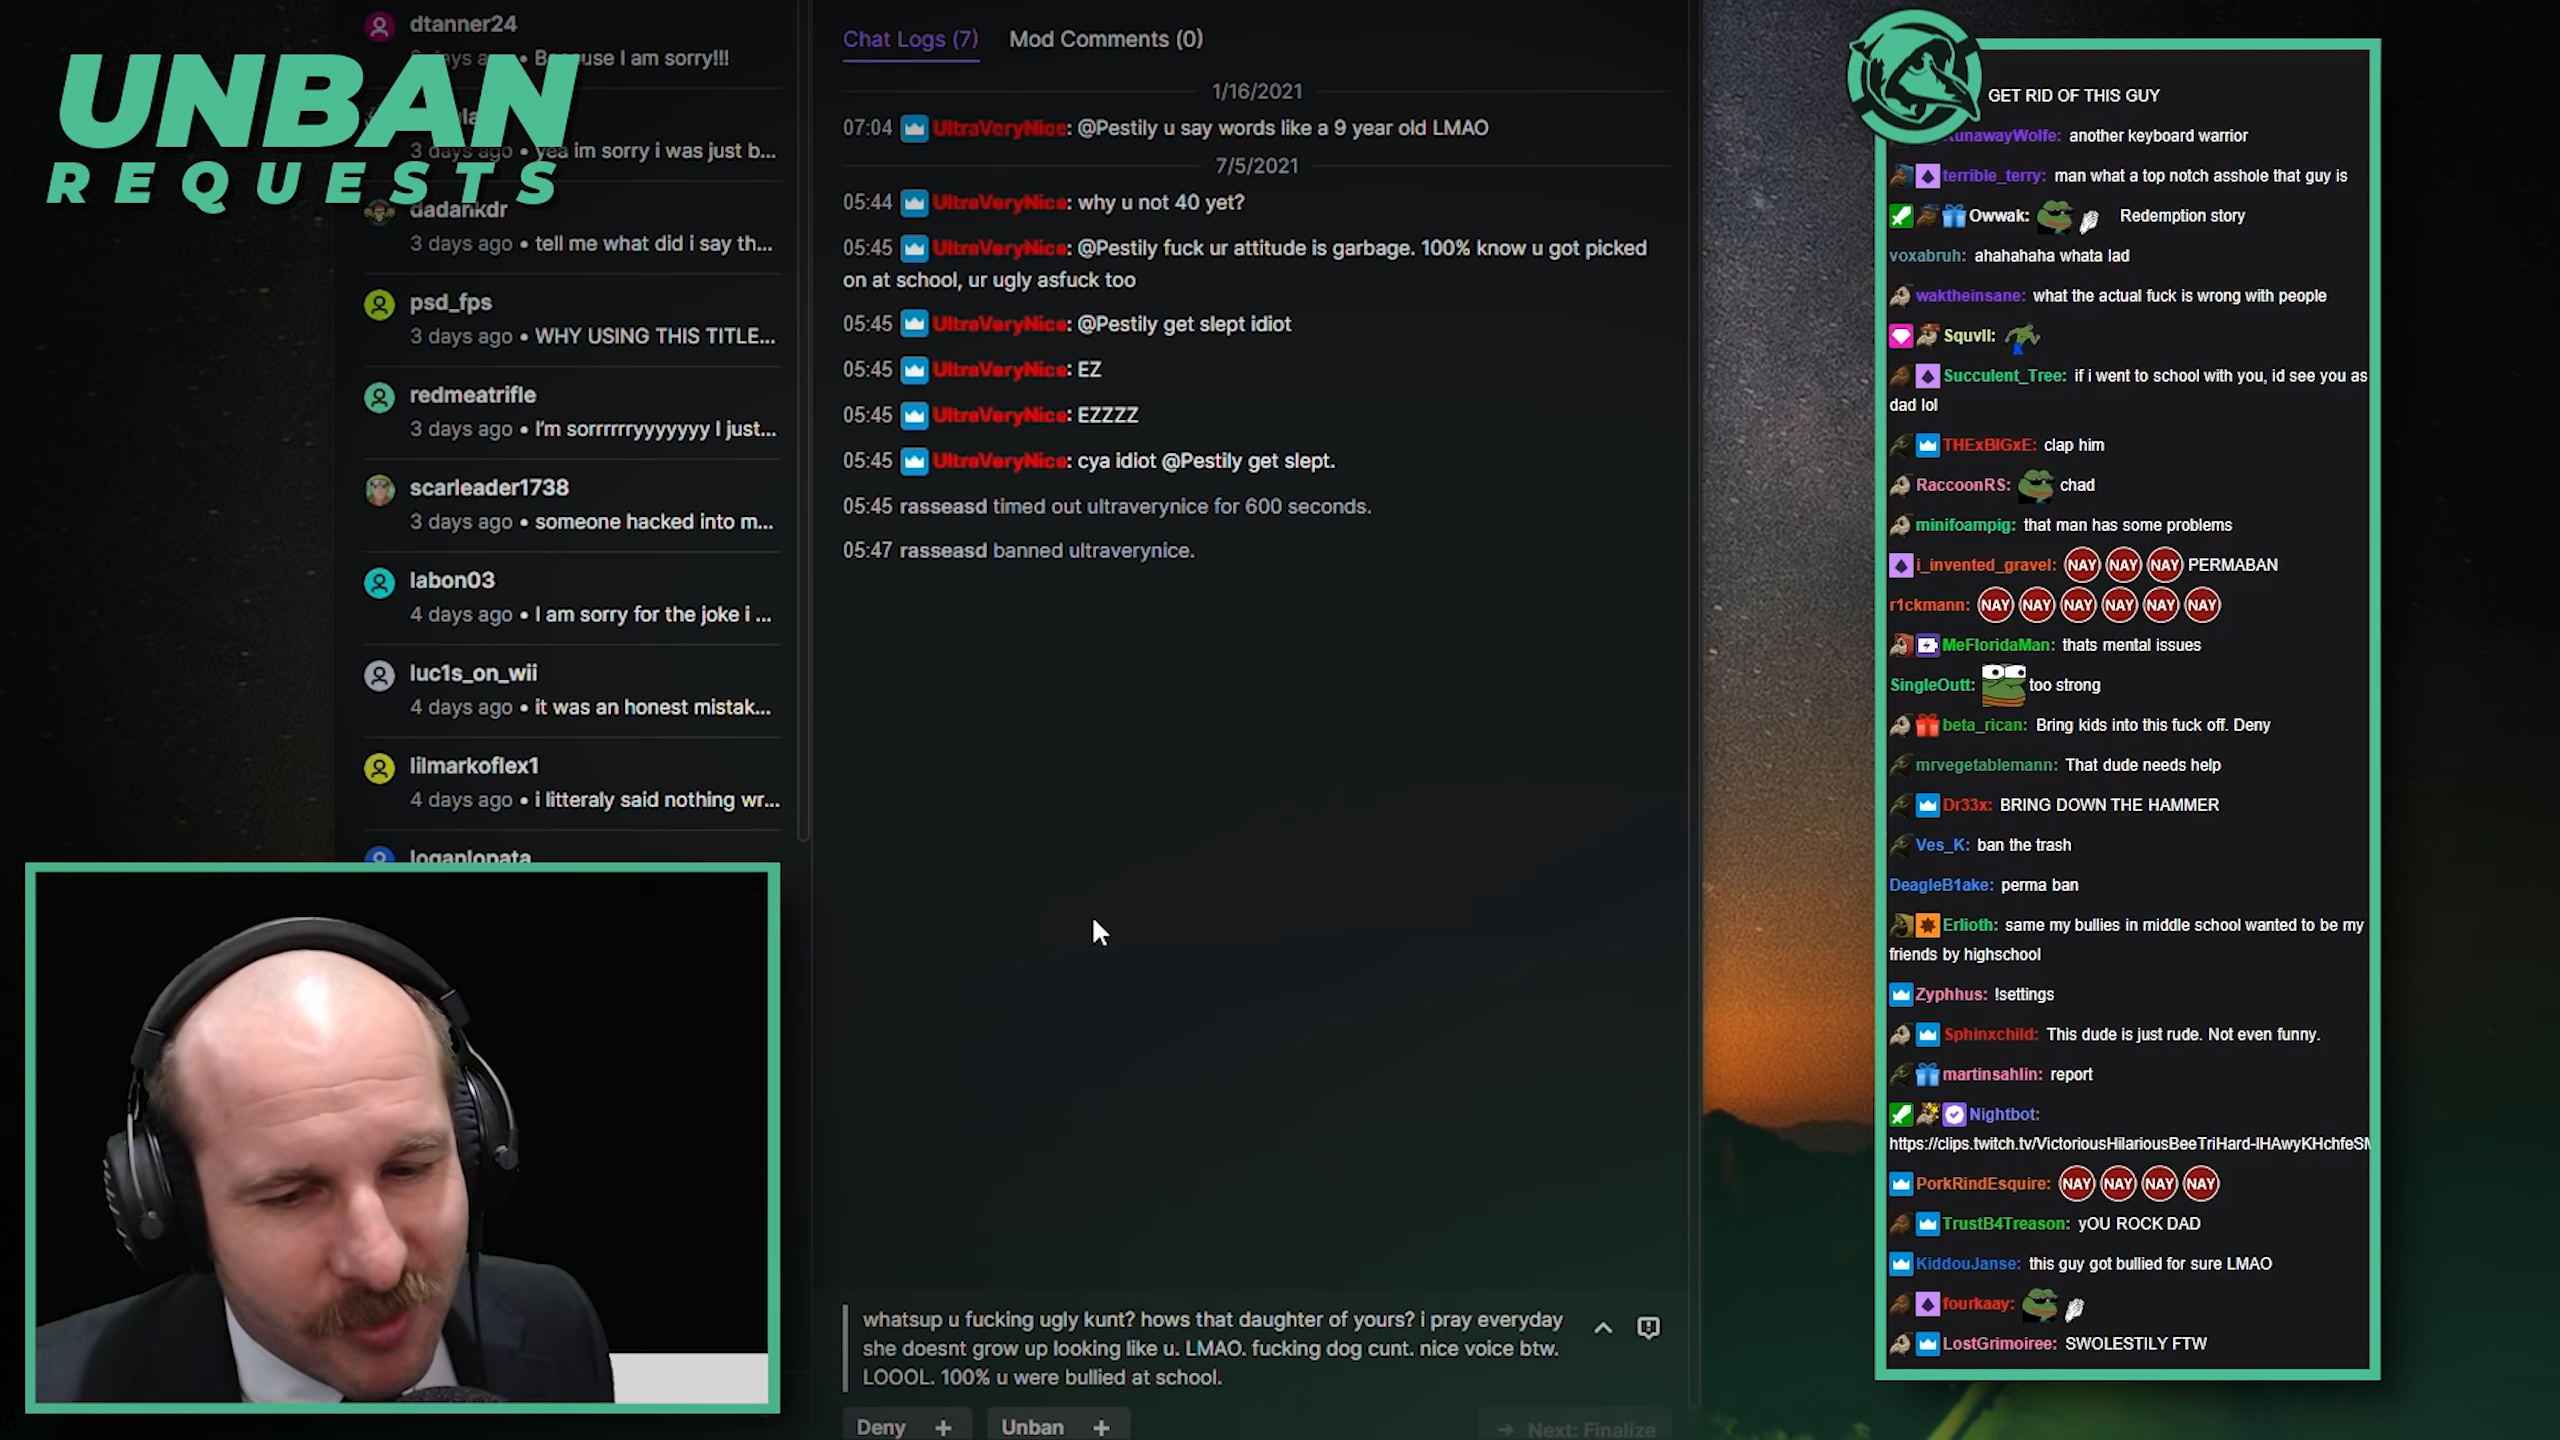 UNBAN
REQUESTS
dtanner24
days ago • Because I am sorry!!!
3 days ago • yea im sorry i was just b...
dadankdr
3 days ago • tell me what did i say th...
psd_fps
3 days ago • WHY USING THIS TITLE...
redmeatrifle
3 days ago • I'm sorrrrrryyyyyyy I just...
scarleader1738
3 days ago • someone hacked into m...
labon03
4 days ago • I am sorry for the joke i ...
luc1s_on_wii
4 days ago • it was an honest mistak...
lilmarkoflex1
4 days ago • i litteraly said nothing wr...
loganlopata
Chat Logs (7) Mod Comments (0)
1/16/2021
07:04 UltraVeryNice: @Pestily u say words like a 9 year old LMAO
7/5/2021
05:44 UltraVeryNice: why u not 40 yet?
05:45 UltraVeryNice: @Pestily fuck ur attitude is garbage. 100% know u got picked
on at school, ur ugly asfuck too
05:45 UltraVeryNice: @Pestily get slept idiot
05:45 UltraVeryNice: EZ
05:45 UltraVeryNice: EZZZZ
05:45 UltraVeryNice: cya idiot @Pestily get slept.
05:45 rasseasd timed out ultraverynice for 600 seconds.
05:47 rasseasd banned ultraverynice.
whatsup u fucking ugly kunt? hows that daughter of yours? i pray everyday
she doesnt grow up looking like u. LMAO. fucking dog cunt. nice voice btw.
LOOOL. 100% u were bullied at school.
Deny + Unban +
→ Next: Finalize
GET RID OF THIS GUY
RunawayWolfe: another keyboard warrior
terrible_terry: man what a top notch asshole that guy is
Owwak: Redemption story
voxabruh: ahahahaha whata lad
waktheinsane: what the actual fuck is wrong with people
Squvll:
Succulent_Tree: if i went to school with you, id see you as
dad lol
THExBIGxE: clap him
RaccoonRS: chad
minifoampig: that man has some problems
i_invented_gravel: NAY NAY NAY PERMABAN
r1ckmann: NAY NAY NAY NAY NAY NAY
MeFloridaMan: thats mental issues
SingleOutt: too strong
beta_rican: Bring kids into this fuck off. Deny
mrvegetablemann: That dude needs help
Dr33x: BRING DOWN THE HAMMER
Ves_K: ban the trash
DeagleB1ake: perma ban
Erlioth: same my bullies in middle school wanted to be my
friends by highschool
Zyphhus: !settings
Sphinxchild: This dude is just rude. Not even funny.
martinsahlin: report
Nightbot:
https://clips.twitch.tv/VictoriousHilariousBeeTriHard-IHAwyKHchfeSM
PorkRindEsquire: NAY NAY NAY NAY
TrustB4Treason: yOU ROCK DAD
KiddouJanse: this guy got bullied for sure LMAO
fourkaay:
LostGrimoiree: SWOLESTILY FTW